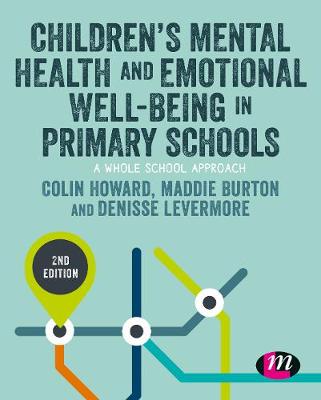 CHILDREN'S MENTAL
HEALTH AND EMOTIONAL
WELL-BEING IN
PRIMARY SCHOOLS
A WHOLE SCHOOL APPROACH
COLIN HOWARD, MADDIE BURTON
AND DENISSE LEVERMORE
2ND
EDITION
m